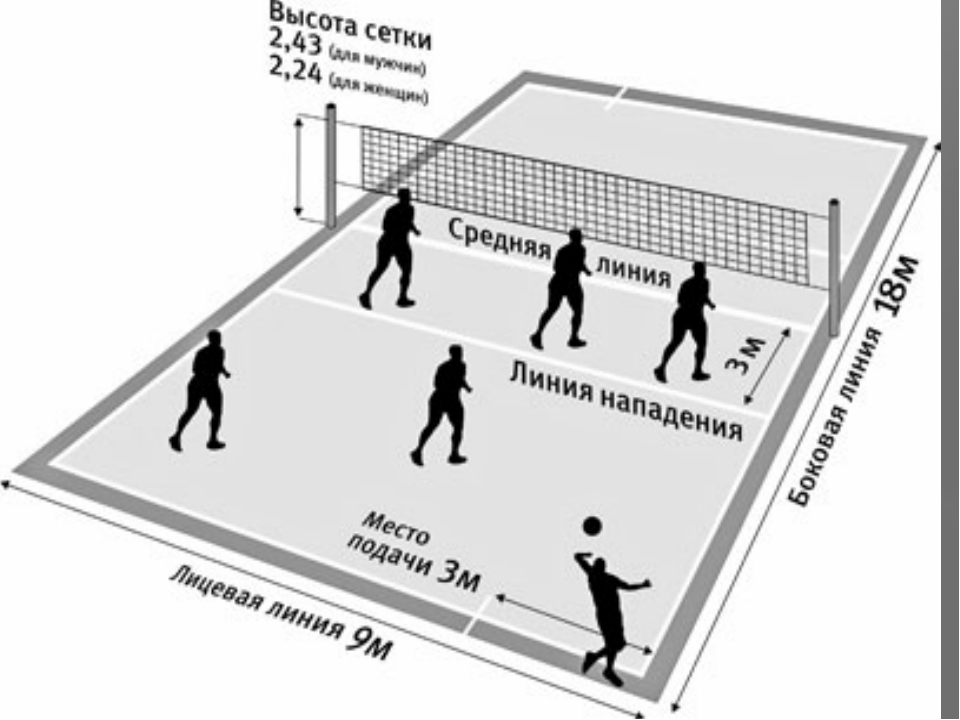 Высота сетки
2,43 (для мужчин)
2,24 (для женщин)
Средняя линия
3м
Линия нападения
Боковая линия 18м
Место
подачи 3м
Лицевая линия 9м